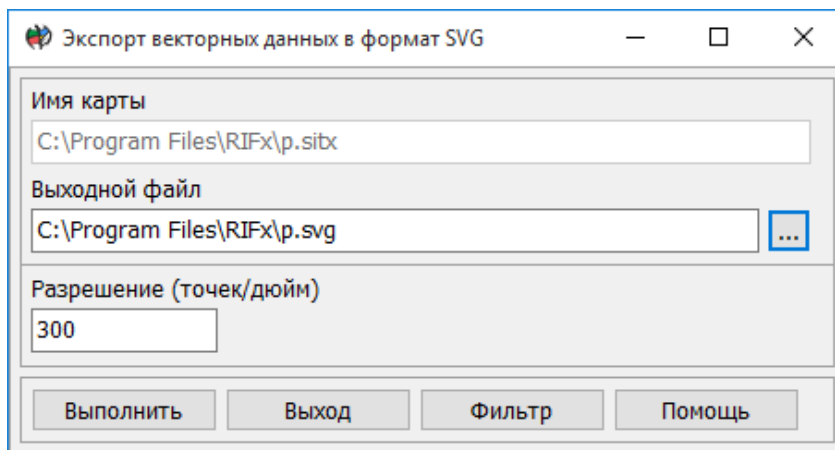 Экспорт векторных данных в формат SVG
Имя карты
C:\Program Files\RIFx\p.sitx
Выходной файл
C:\Program Files\RIFx\p.svg
...
Разрешение (точек/дюйм)
300
Выполнить Выход Фильтр Помощь